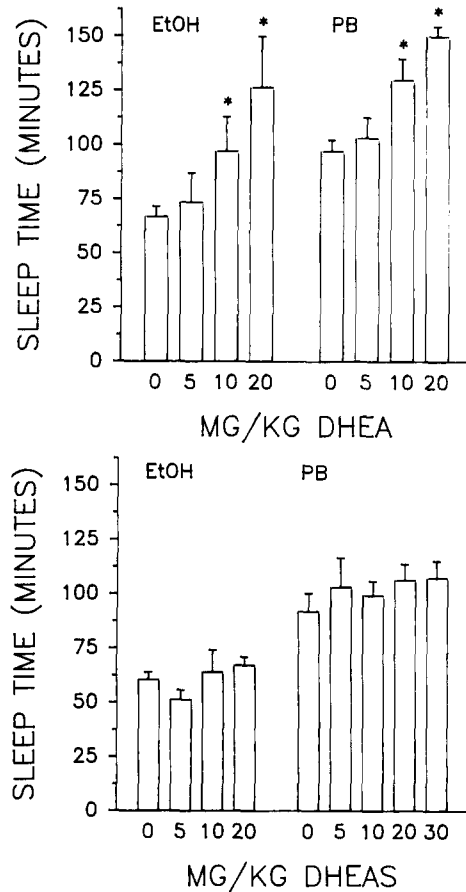 EtOH PB
* * * *
150
125
100
75
50
25
0
SLEEP TIME (MINUTES)
0 5 10 20 0 5 10 20
MG/KG DHEA
EtOH PB
150
125
100
75
50
25
0
SLEEP TIME (MINUTES)
0 5 10 20 0 5 10 20 30
MG/KG DHEAS